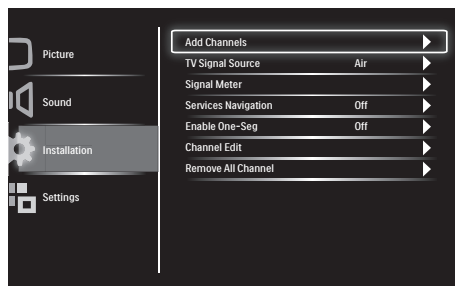 Picture
Sound
Installation
Settings
Add Channels
TV Signal Source Air
Signal Meter
Services Navigation Off
Enable One-Seg Off
Channel Edit
Remove All Channel